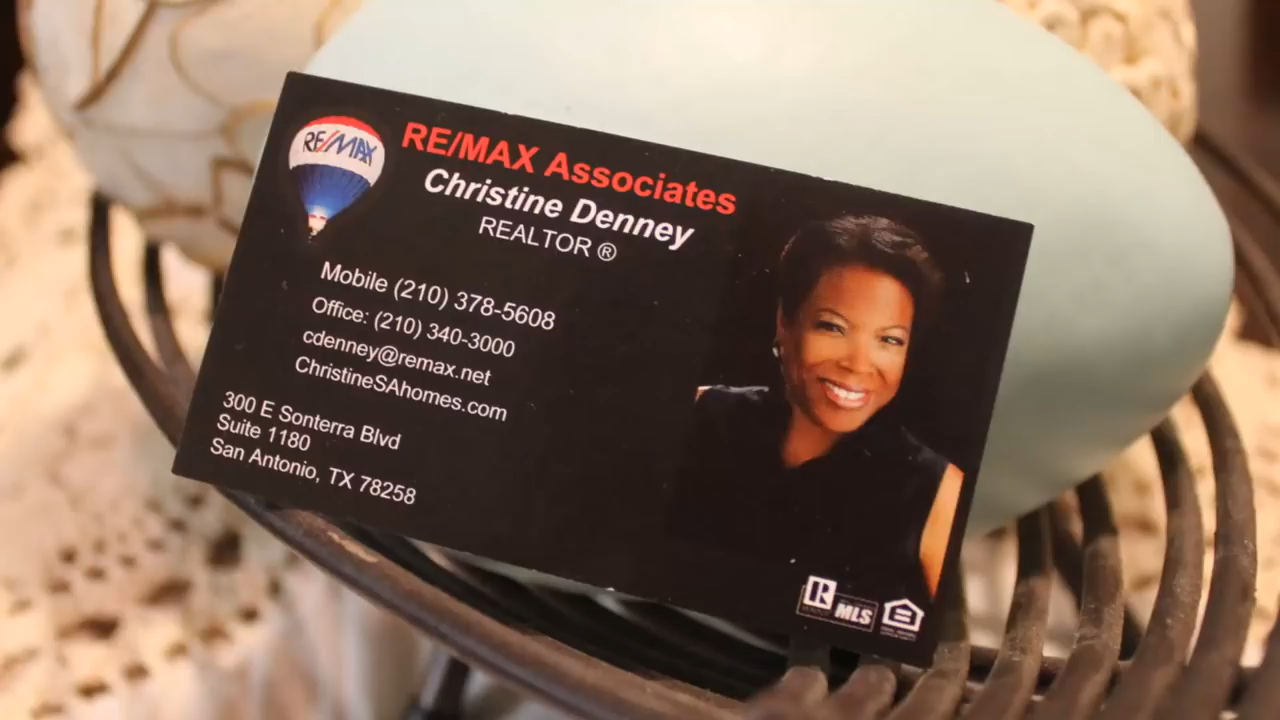 RE/MAX
RE/MAX Associates
Christine Denney
REALTOR ®
Mobile (210) 378-5608
Office: (210) 340-3000
cdenney@remax.net
ChristineSAhomes.com
300 E Sonterra Blvd
Suite 1180
San Antonio, TX 78258
R
MLS